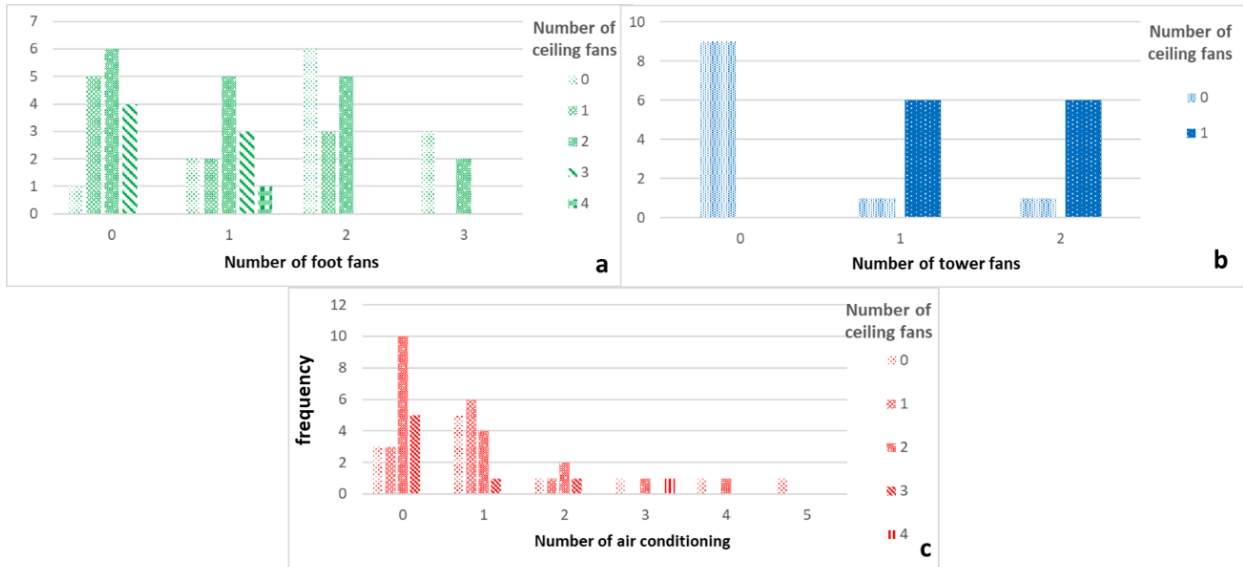 7
6
5
4
3
2
1
0
0 1 2 3
Number of foot fans
a
Number of
ceiling fans
0
1
2
3
4
10
8
6
4
2
0
0 1 2
Number of tower fans
b
Number of
ceiling fans
0
1
12
10
8
6
4
2
0
frequency
0 1 2 3 4 5
Number of air conditioning
c
Number of
ceiling fans
0
1
2
3
4